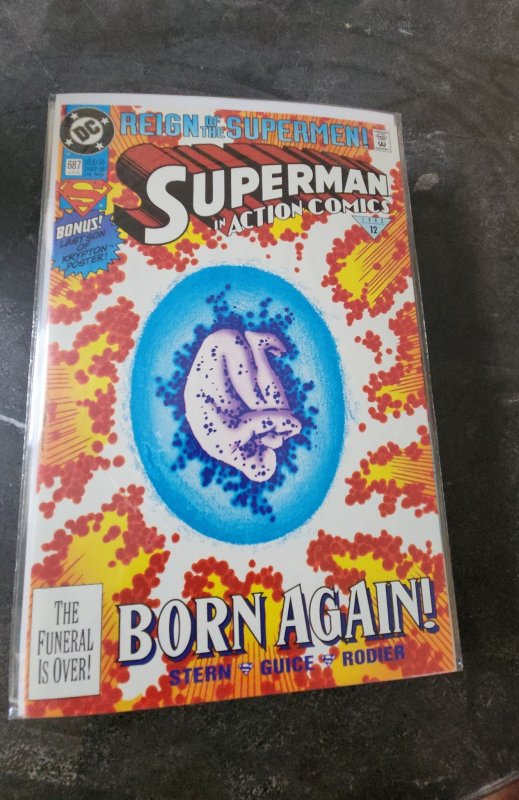 DC
REIGN OF THE SUPERMEN!
687
SUPERMAN
IN ACTION COMICS
BONUS!
LAST SON
OF
KRYPTON
POSTER!
1993
12
THE
FUNERAL
IS OVER!
BORN AGAIN!
STERN GUICE RODIER